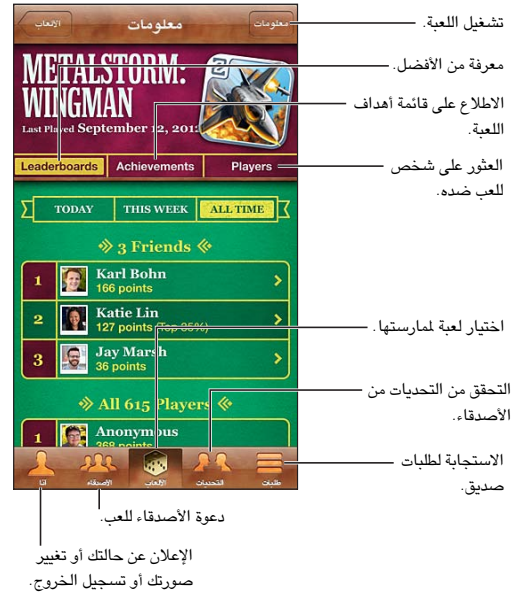 الألعاب
معلومات
معلومات
METALSTORM:
WINGMAN
Last Played September 12, 2012
Leaderboards Achievements Players
TODAY THIS WEEK ALL TIME
3 Friends
1 Karl Bohn
166 points
2 Katie Lin
127 points (Top 35%)
3 Jay Marsh
36 points
All 615 Players
1 Anonymous
368 points
أنا
الأصدقاء
الألعاب
التحديات
طلبات
تشغيل اللعبة.
معرفة من الأفضل.
الاطلاع على قائمة أهداف
اللعبة.
العثور على شخص
للعب ضده.
اختيار لعبة لممارستها.
التحقق من التحديات من
الأصدقاء.
الاستجابة لطلبات
صديق.
دعوة الأصدقاء للعب.
الإعلان عن حالتك أو تغيير
صورتك أو تسجيل الخروج.